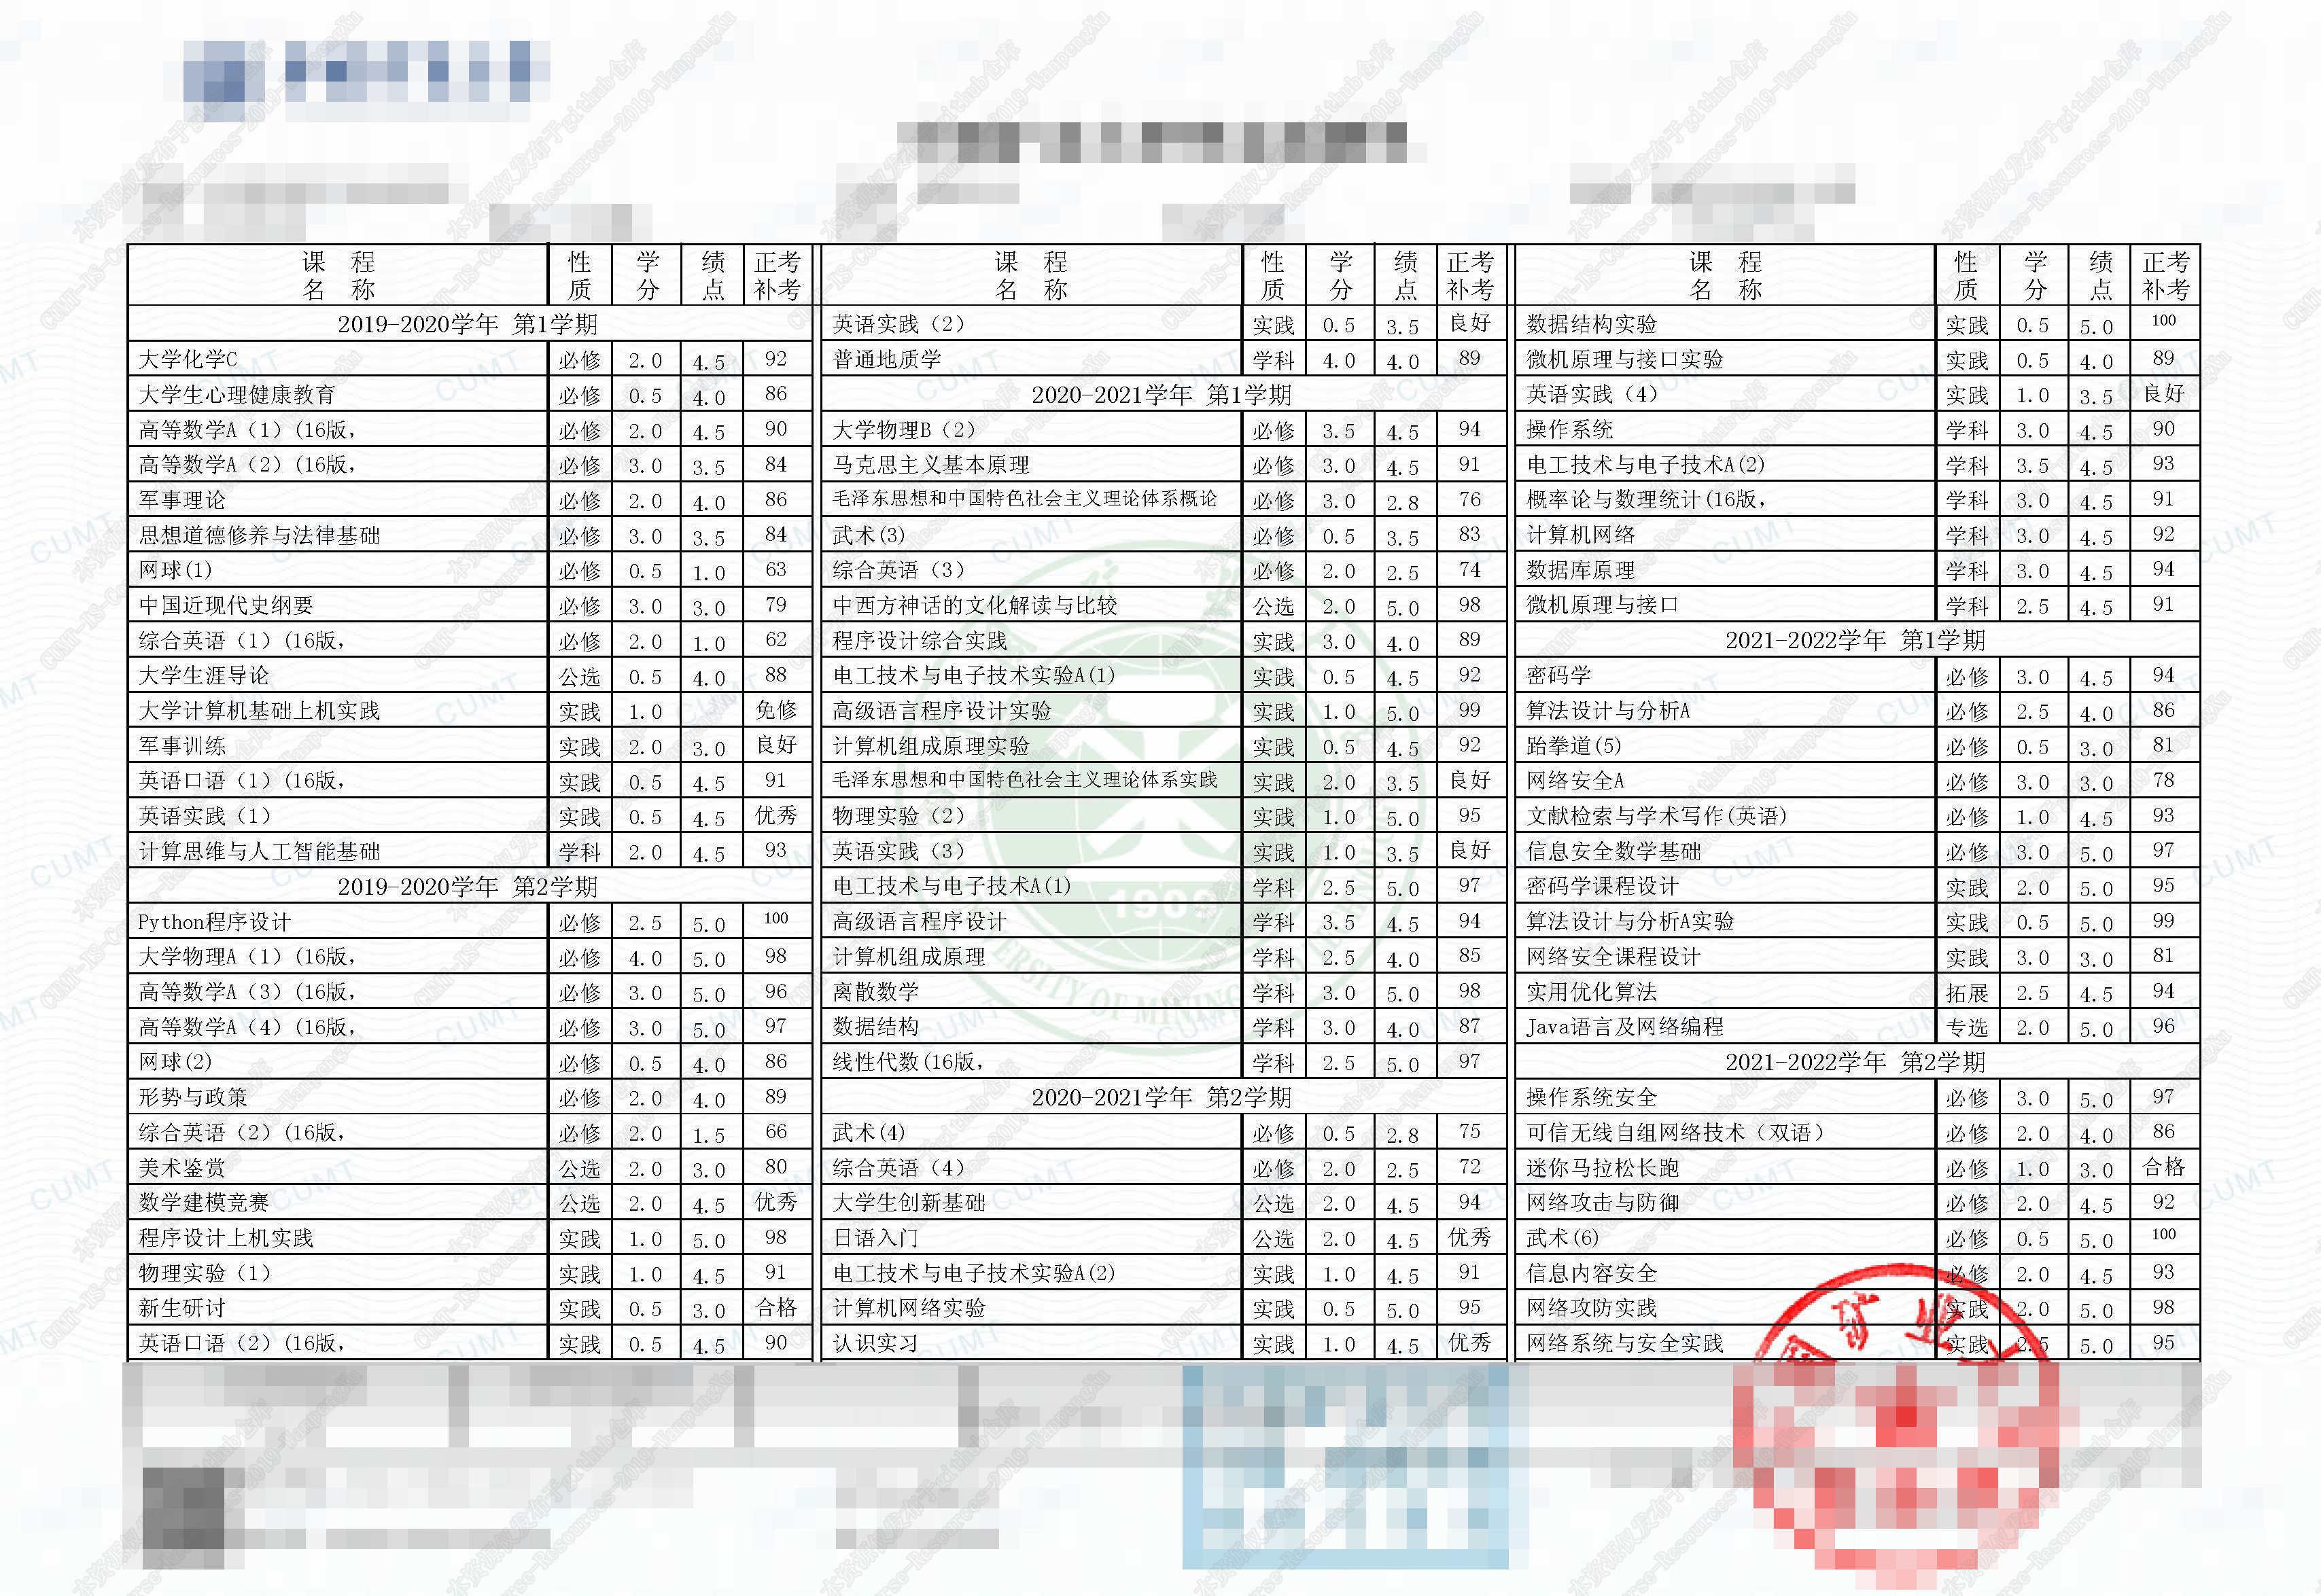 课 程 名 称 性质 学分 绩点 正考补考
2019-2020学年 第1学期
大学化学C 必修 2.0 4.5 92
大学生心理健康教育 必修 0.5 4.0 86
高等数学A（1）(16版, 必修 2.0 4.5 90
高等数学A（2）(16版, 必修 3.0 3.5 84
军事理论 必修 2.0 4.0 86
思想道德修养与法律基础 必修 3.0 3.5 84
网球(1) 必修 0.5 1.0 63
中国近现代史纲要 必修 3.0 3.0 79
综合英语（1）(16版, 必修 2.0 1.0 62
大学生涯导论 公选 0.5 4.0 88
大学计算机基础上机实践 实践 1.0 免修
军事训练 实践 2.0 3.0 良好
英语口语（1）(16版, 实践 0.5 4.5 91
英语实践（1） 实践 0.5 4.5 优秀
计算思维与人工智能基础 学科 2.0 4.5 93
2019-2020学年 第2学期
Python程序设计 必修 2.5 5.0 100
大学物理A（1）(16版, 必修 4.0 5.0 98
高等数学A（3）(16版, 必修 3.0 5.0 96
高等数学A（4）(16版, 必修 3.0 5.0 97
网球(2) 必修 0.5 4.0 86
形势与政策 必修 2.0 4.0 89
综合英语（2）(16版, 必修 2.0 1.5 66
美术鉴赏 公选 2.0 3.0 80
数学建模竞赛 公选 2.0 4.5 优秀
程序设计上机实践 实践 1.0 5.0 98
物理实验（1） 实践 1.0 4.5 91
新生研讨 实践 0.5 3.0 合格
英语口语（2）(16版, 实践 0.5 4.5 90
课 程 名 称 性质 学分 绩点 正考补考
英语实践（2） 实践 0.5 3.5 良好
普通地质学 学科 4.0 4.0 89
2020-2021学年 第1学期
大学物理B（2） 必修 3.5 4.5 94
马克思主义基本原理 必修 3.0 4.5 91
毛泽东思想和中国特色社会主义理论体系概论 必修 3.0 2.8 76
武术(3) 必修 0.5 3.5 83
综合英语（3） 必修 2.0 2.5 74
中西方神话的文化解读与比较 公选 2.0 5.0 98
程序设计综合实践 实践 3.0 4.0 89
电工技术与电子技术实验A(1) 实践 0.5 4.5 92
高级语言程序设计实验 实践 1.0 5.0 99
计算机组成原理实验 实践 0.5 4.5 92
毛泽东思想和中国特色社会主义理论体系实践 实践 2.0 3.5 良好
物理实验（2） 实践 1.0 5.0 95
英语实践（3） 实践 1.0 3.5 良好
电工技术与电子技术A(1) 学科 2.5 5.0 97
高级语言程序设计 学科 3.5 4.5 94
计算机组成原理 学科 2.5 4.0 85
离散数学 学科 3.0 5.0 98
数据结构 学科 3.0 4.0 87
线性代数(16版, 学科 2.5 5.0 97
2020-2021学年 第2学期
武术(4) 必修 0.5 2.8 75
综合英语（4） 必修 2.0 2.5 72
大学生创新基础 公选 2.0 4.5 94
日语入门 公选 2.0 4.5 优秀
电工技术与电子技术实验A(2) 实践 1.0 4.5 91
计算机网络实验 实践 0.5 5.0 95
认识实习 实践 1.0 4.5 优秀
课 程 名 称 性质 学分 绩点 正考补考
数据结构实验 实践 0.5 5.0 100
微机原理与接口实验 实践 0.5 4.0 89
英语实践（4） 实践 1.0 3.5 良好
操作系统 学科 3.0 4.5 90
电工技术与电子技术A(2) 学科 3.5 4.5 93
概率论与数理统计(16版, 学科 3.0 4.5 91
计算机网络 学科 3.0 4.5 92
数据库原理 学科 3.0 4.5 94
微机原理与接口 学科 2.5 4.5 91
2021-2022学年 第1学期
密码学 必修 3.0 4.5 94
算法设计与分析A 必修 2.5 4.0 86
跆拳道(5) 必修 0.5 3.0 81
网络安全A 必修 3.0 3.0 78
文献检索与学术写作(英语) 必修 1.0 4.5 93
信息安全数学基础 必修 3.0 5.0 97
密码学课程设计 实践 2.0 5.0 95
算法设计与分析A实验 实践 0.5 5.0 99
网络安全课程设计 实践 3.0 3.0 81
实用优化算法 拓展 2.5 4.5 94
Java语言及网络编程 专选 2.0 5.0 96
2021-2022学年 第2学期
操作系统安全 必修 3.0 5.0 97
可信无线自组网络技术（双语） 必修 2.0 4.0 86
迷你马拉松长跑 必修 1.0 3.0 合格
网络攻击与防御 必修 2.0 4.5 92
武术(6) 必修 0.5 5.0 100
信息内容安全 必修 2.0 4.5 93
网络攻防实践 实践 2.0 5.0 98
网络系统与安全实践 实践 2.5 5.0 95